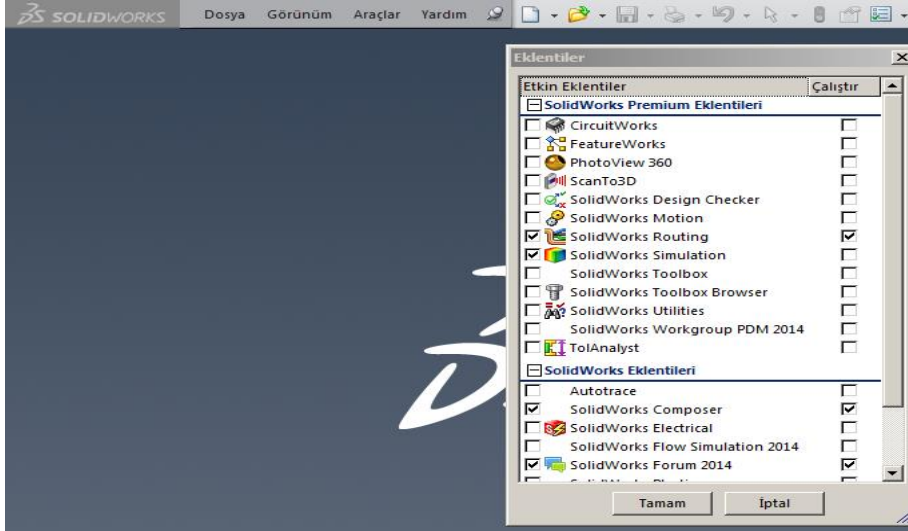 SOLIDWORKS Dosya Görünüm Araçlar Yardım
Eklentiler
Etkin Eklentiler Çalıştır
SolidWorks Premium Eklentileri
CircuitWorks
FeatureWorks
PhotoView 360
ScanTo3D
SolidWorks Design Checker
SolidWorks Motion
SolidWorks Routing
SolidWorks Simulation
SolidWorks Toolbox
SolidWorks Toolbox Browser
SolidWorks Utilities
SolidWorks Workgroup PDM 2014
TolAnalyst
SolidWorks Eklentileri
Autotrace
SolidWorks Composer
SolidWorks Electrical
SolidWorks Flow Simulation 2014
SolidWorks Forum 2014
Tamam İptal